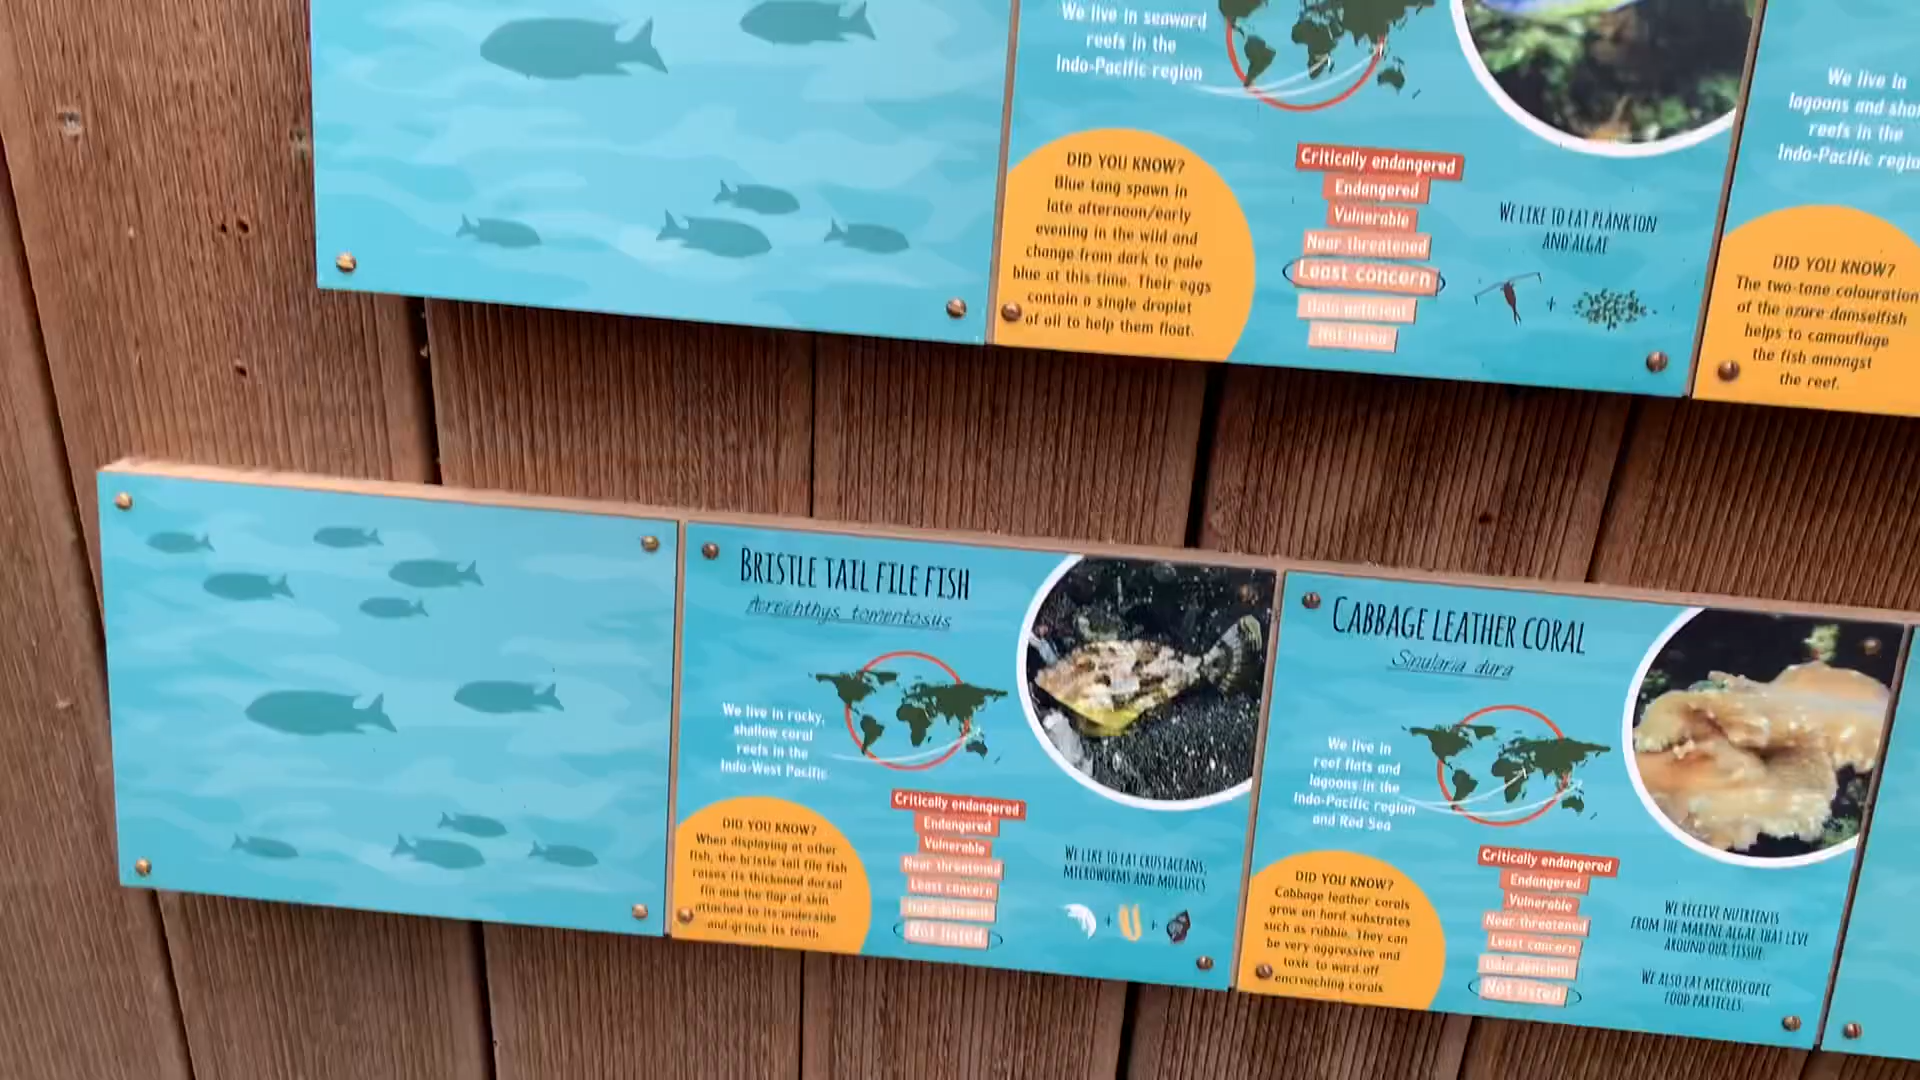 We live in seaward
reefs in the
Indo-Pacific region
DID YOU KNOW?
Blue tang spawn in
late afternoon/early
evening in the wild and
change from dark to pale
blue at this time. Their eggs
contain a single droplet
of oil to help them float.
Critically endangered
Endangered
Vulnerable
Near threatened
Least concern
Data deficient
Not listed
WE LIKE TO EAT PLANKTON
AND ALGAE
+
We live in
lagoons and
reefs in the
Indo-Pacific
DID YOU KNOW?
The two-tone colouration
of the azure damselfish
helps to camouflage
the fish amongst
the reef.
BRISTLE TAIL FILE FISH
Acreichthys tomentosus
We live in rocky,
shallow coral
reefs in the
Indo-West Pacific
DID YOU KNOW?
When displaying at other
fish, the bristle tail file fish
raises its thickened dorsal
fin and the flap of skin
attached to its underside
and grinds its teeth.
Critically endangered
Endangered
Vulnerable
Near threatened
Least concern
Data deficient
Not listed
WE LIKE TO EAT CRUSTACEANS,
MICROWORMS AND MOLLUSCS
+ +
CABBAGE LEATHER CORAL
Sinularia dura
We live in
reef flats and
lagoons in the
Indo-Pacific region
and Red Sea
DID YOU KNOW?
Cabbage leather corals
grow on hard substrates
such as rubble. They can
be very aggressive and
toxic to ward off
encroaching corals
Critically endangered
Endangered
Vulnerable
Near threatened
Least concern
Data deficient
Not listed
WE RECEIVE NUTRIENTS
FROM THE MARINE ALGAE THAT LIVE
AROUND OUR TISSUE.
WE ALSO EAT MICROSCOPIC
FOOD PARTICLES.